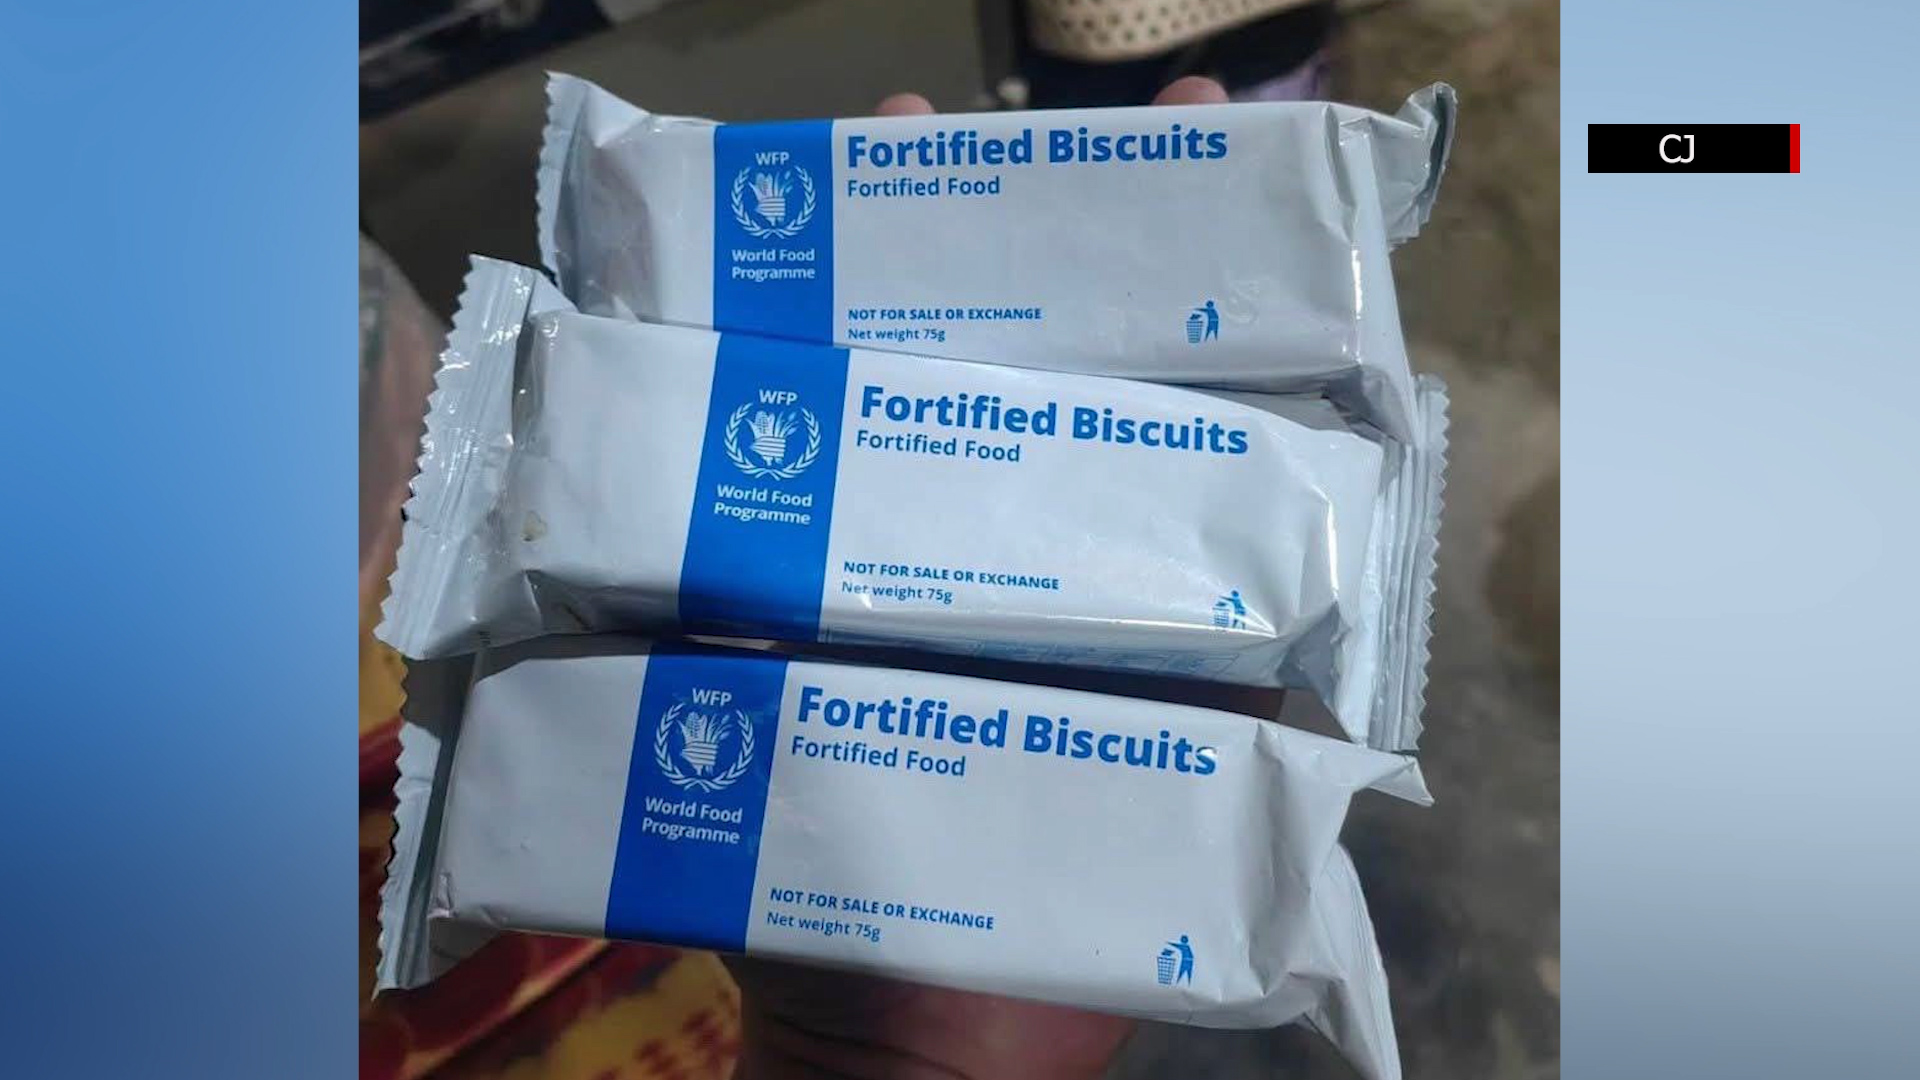 WFP
World Food
Programme
Fortified Biscuits
Fortified Food
NOT FOR SALE OR EXCHANGE
Net weight 75g
WFP
World Food
Programme
Fortified Biscuits
Fortified Food
NOT FOR SALE OR EXCHANGE
Net weight 75g
WFP
World Food
Programme
Fortified Biscuits
Fortified Food
NOT FOR SALE OR EXCHANGE
Net weight 75g
CJ